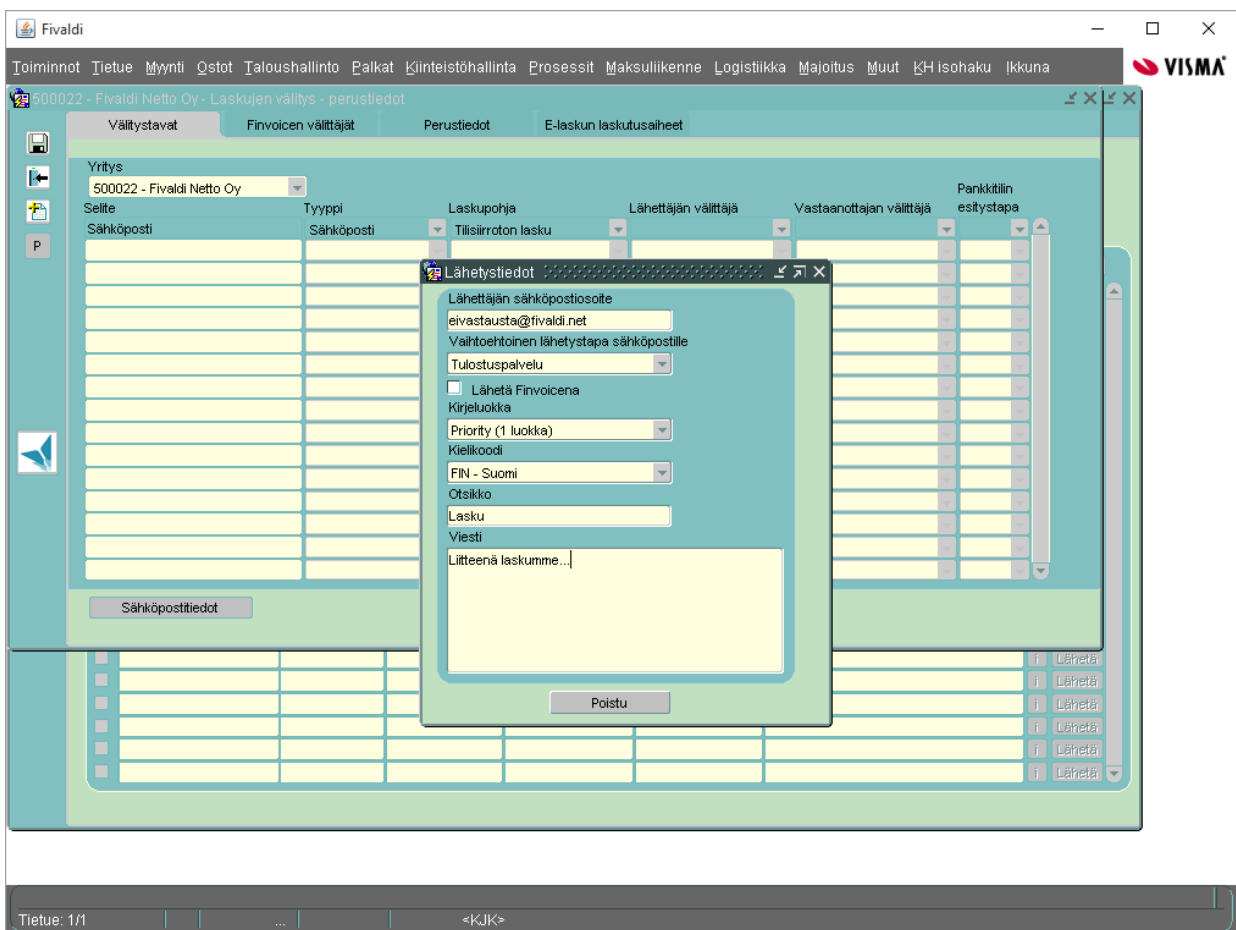 Fivaldi
Toiminnot Tietue Myynti Ostot Taloushallinto Palkat Kiinteistöhallinta Prosessit Maksuliikenne Logistiikka Majoitus Muut KH isohaku Ikkuna
VISMA
500022 - Fivaldi Netto Oy - Laskujen välitys - perustiedot
Välitystavat Finvoicen välittäjät Perustiedot E-laskun laskutusaiheet
Yritys
500022 - Fivaldi Netto Oy
Pankkitilin
Selite Tyyppi Laskupohja Lähettäjän välittäjä Vastaanottajan välittäjä esitystapa
Sähköposti Sähköposti Tilisiirroton lasku
P
Lähetystiedot
Lähettäjän sähköpostiosoite
eivastausta@fivaldi.net
Vaihtoehtoinen lähetystapa sähköpostille
Tulostuspalvelu
Lähetä Finvoicena
Kirjeluokka
Priority (1 luokka)
Kielikoodi
FIN - Suomi
Otsikko
Lasku
Viesti
Liitteenä laskumme...
Poistu
Sähköpostitiedot
i Lähetä
i Lähetä
i Lähetä
i Lähetä
i Lähetä
i Lähetä
Tietue: 1/1 ... <KJK>